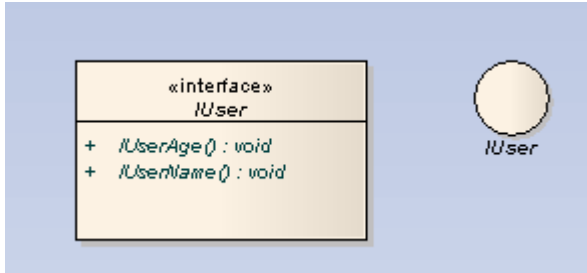 «interface»
IUser
+ IUserAge() : void
+ IUserName() : void
IUser